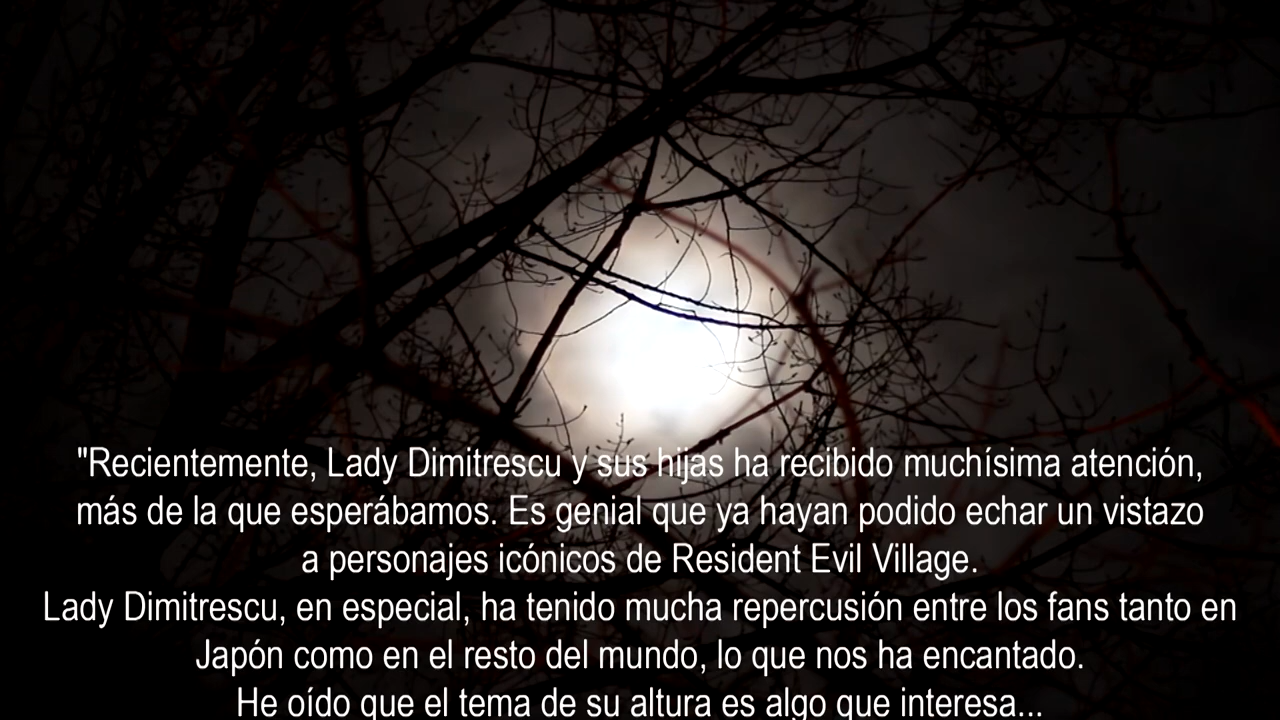 "Recientemente, Lady Dimitrescu y sus hijas ha recibido muchísima atención,
más de la que esperábamos. Es genial que ya hayan podido echar un vistazo
a personajes icónicos de Resident Evil Village.
Lady Dimitrescu, en especial, ha tenido mucha repercusión entre los fans tanto en
Japón como en el resto del mundo, lo que nos ha encantado.
He oído que el tema de su altura es algo que interesa...